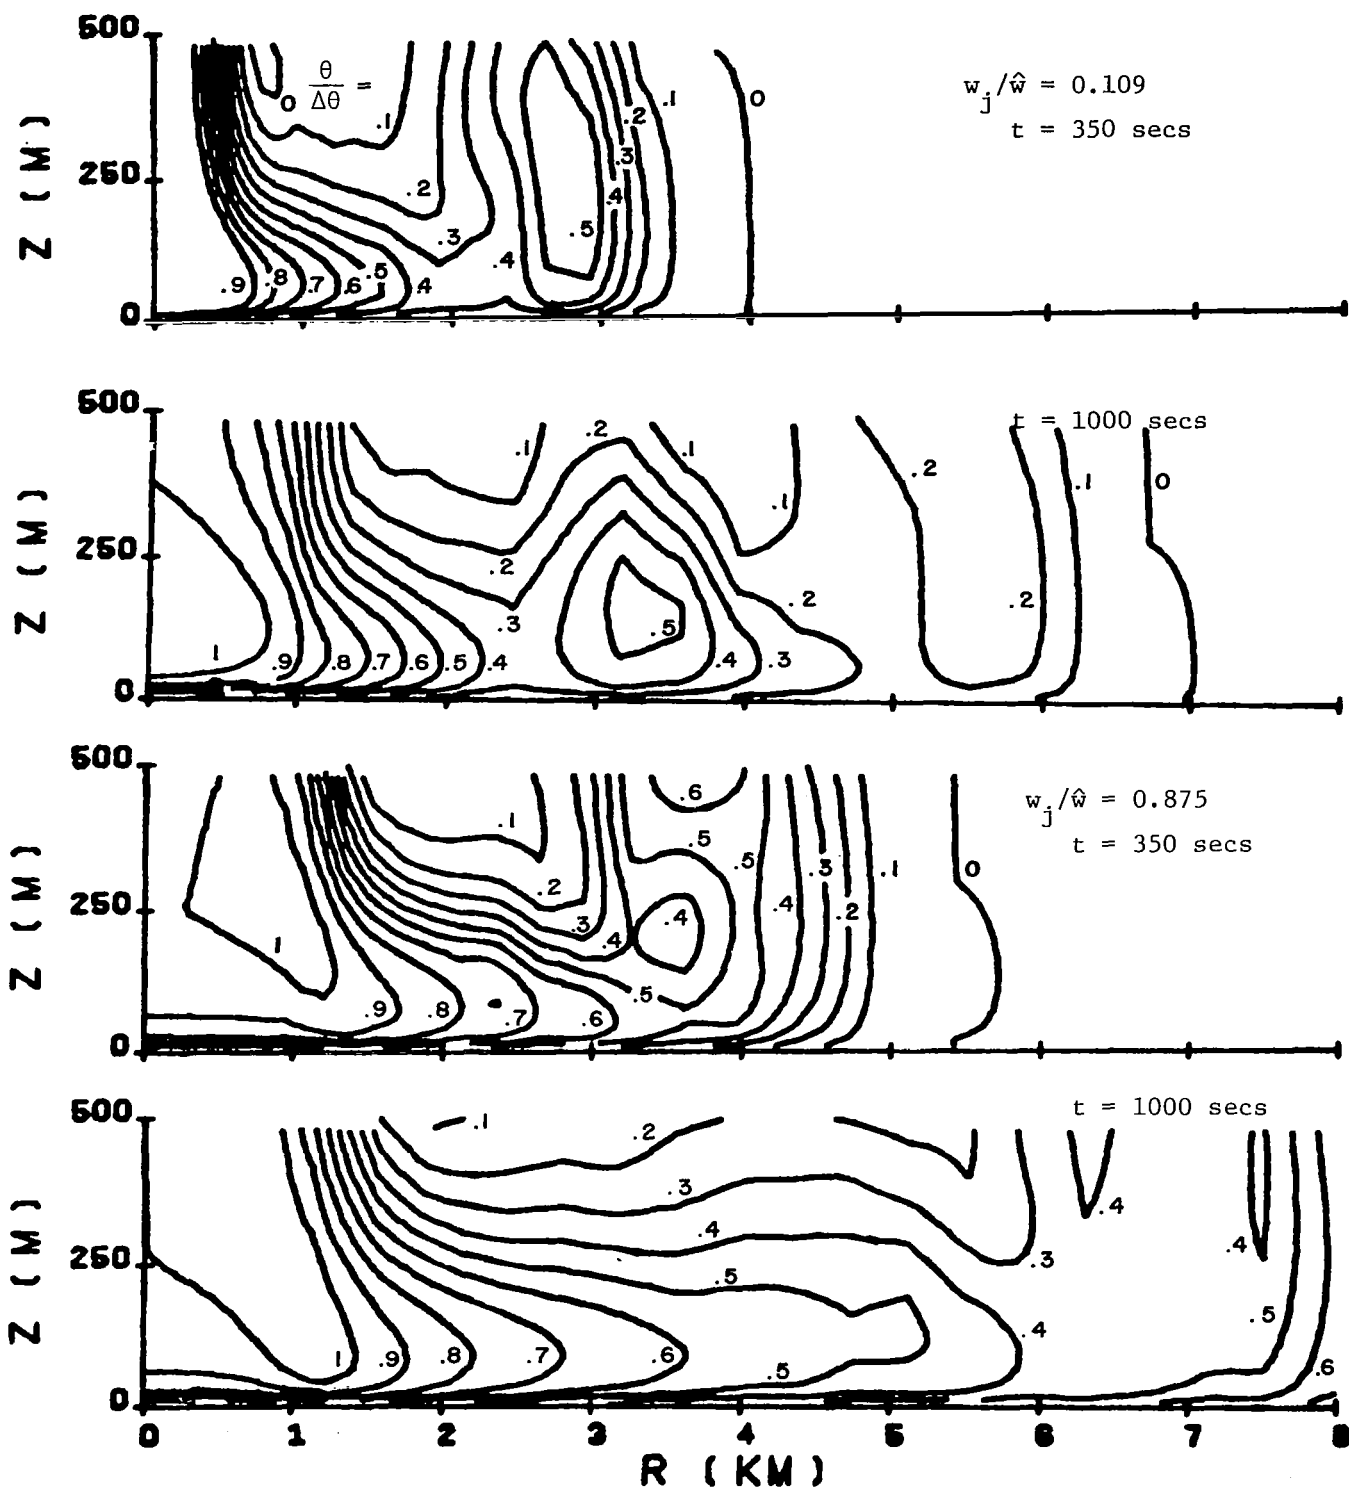 500
250
0
Z (M)
θ/Δθ =
w_j/ŵ = 0.109
t = 350 secs
0 .1 .2 .3 .4 .5 .2 .3 .4 .1 0
.9 .8 .7 .6 .5 .4
500
250
0
Z (M)
t = 1000 secs
.1 .2 .1 .1 .2 .1 0
.2 .3 .5 .2 .2
1 .9 .8 .7 .6 .5 .4 .4 .3
500
250
0
Z (M)
w_j/ŵ = 0.875
t = 350 secs
.1 .6 .5 .5 .3 .1 0
.2 .3 .4 .4 .4 .2
1 .9 .8 .7 .6 .5
500
250
0
Z (M)
t = 1000 secs
.1 .2 .3 .4 .5 .4 .3 .4 .5
1 .9 .8 .7 .6 .5 .4 .6
0 1 2 3 4 5 6 7 8
R (KM)